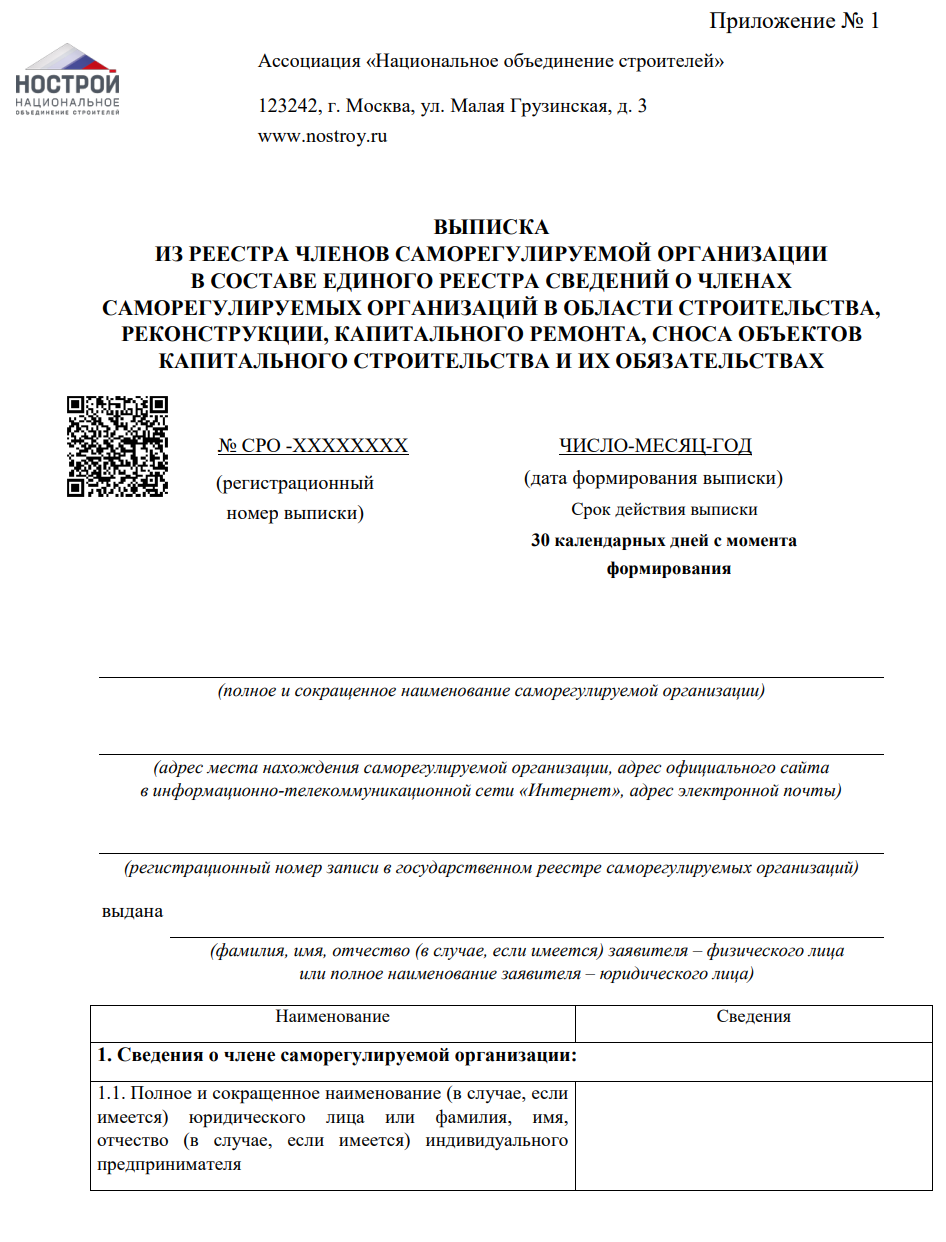 Приложение № 1
НОСТРОЙ
НАЦИОНАЛЬНОЕ
ОБЪЕДИНЕНИЕ СТРОИТЕЛЕЙ
Ассоциация «Национальное объединение строителей»
123242, г. Москва, ул. Малая Грузинская, д. 3
www.nostroy.ru
ВЫПИСКА
ИЗ РЕЕСТРА ЧЛЕНОВ САМОРЕГУЛИРУЕМОЙ ОРГАНИЗАЦИИ
В СОСТАВЕ ЕДИНОГО РЕЕСТРА СВЕДЕНИЙ О ЧЛЕНАХ
САМОРЕГУЛИРУЕМЫХ ОРГАНИЗАЦИЙ В ОБЛАСТИ СТРОИТЕЛЬСТВА,
РЕКОНСТРУКЦИИ, КАПИТАЛЬНОГО РЕМОНТА, СНОСА ОБЪЕКТОВ
КАПИТАЛЬНОГО СТРОИТЕЛЬСТВА И ИХ ОБЯЗАТЕЛЬСТВАХ
№ СРО -ХХХХХХХХ
(регистрационный
номер выписки)
ЧИСЛО-МЕСЯЦ-ГОД
(дата формирования выписки)
Срок действия выписки
30 календарных дней с момента
формирования
(полное и сокращенное наименование саморегулируемой организации)
(адрес места нахождения саморегулируемой организации, адрес официального сайта
в информационно-телекоммуникационной сети «Интернет», адрес электронной почты)
(регистрационный номер записи в государственном реестре саморегулируемых организаций)
выдана
(фамилия, имя, отчество (в случае, если имеется) заявителя – физического лица
или полное наименование заявителя – юридического лица)
Наименование
Сведения
1. Сведения о члене саморегулируемой организации:
1.1. Полное и сокращенное наименование (в случае, если
имеется) юридического лица или фамилия, имя,
отчество (в случае, если имеется) индивидуального
предпринимателя